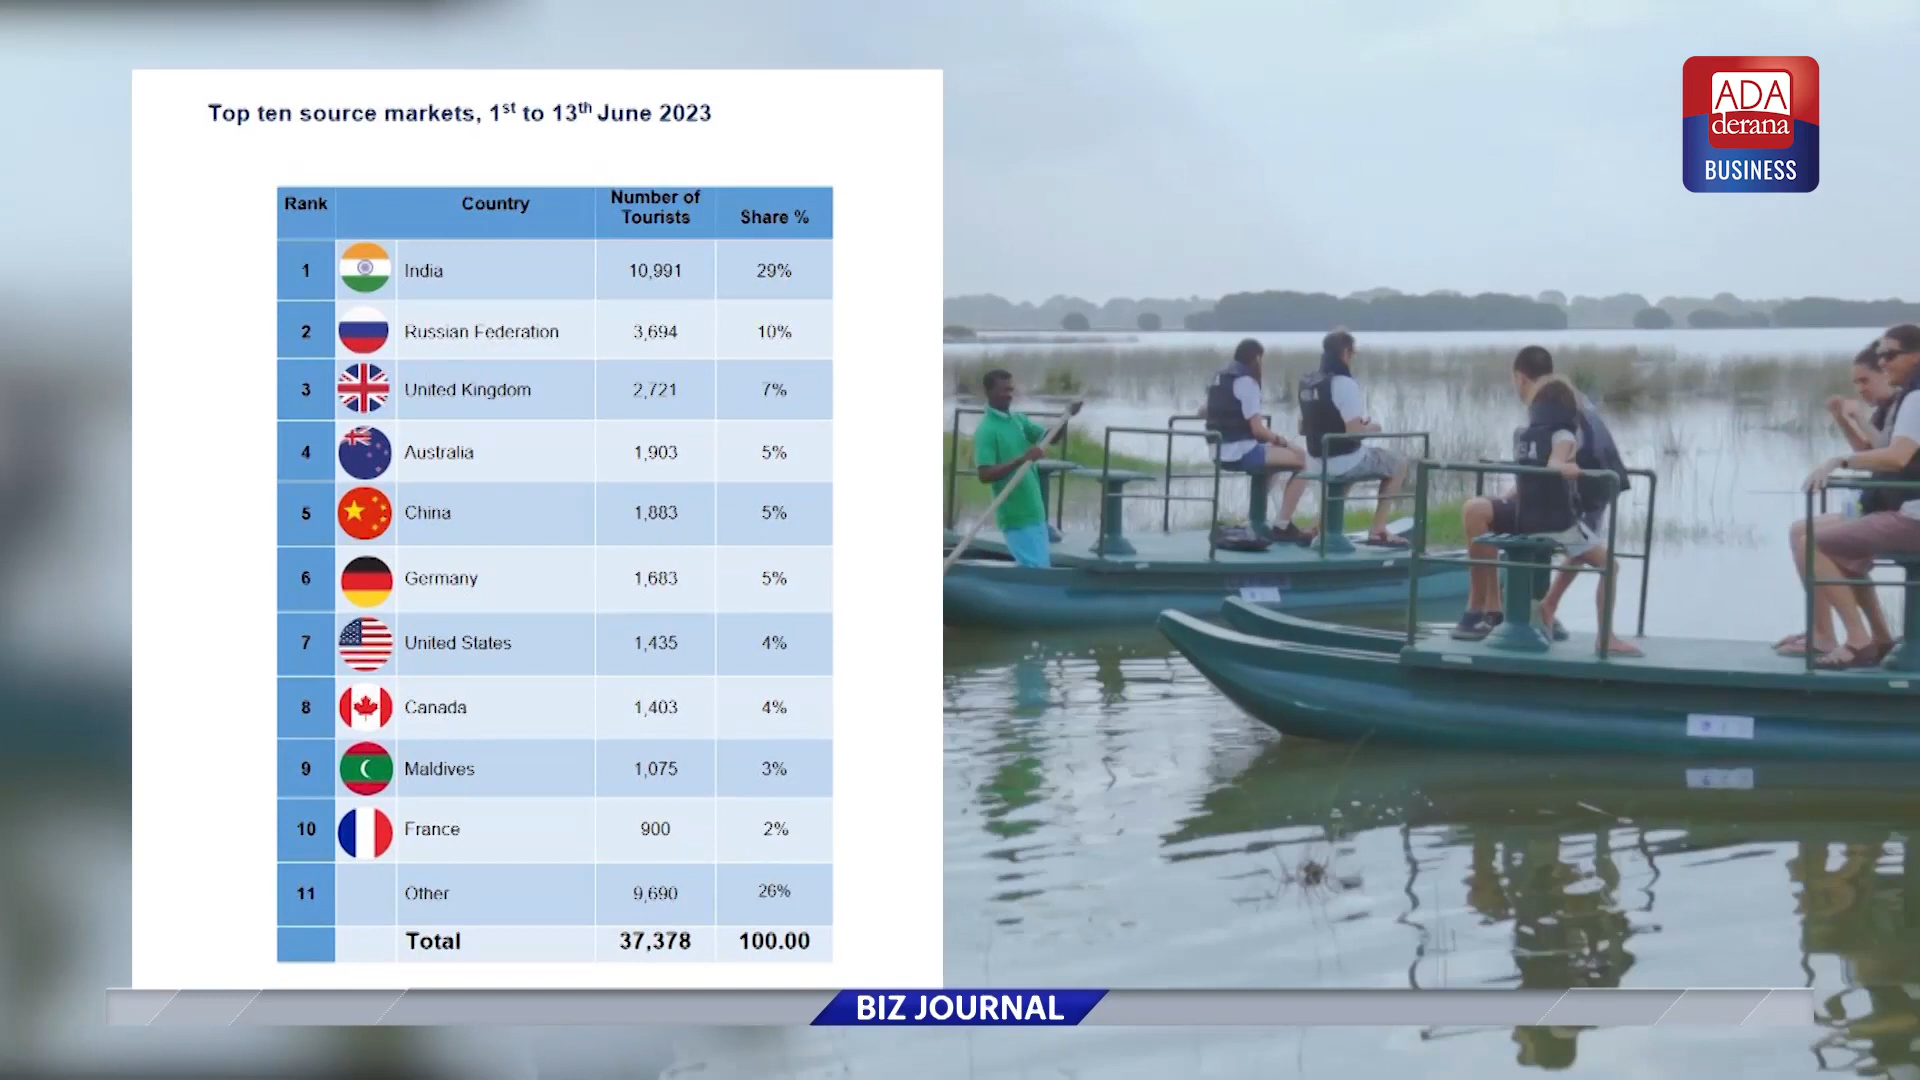 Top ten source markets, 1st to 13th June 2023
Rank Country Number of Tourists Share %
1 India 10,991 29%
2 Russian Federation 3,694 10%
3 United Kingdom 2,721 7%
4 Australia 1,903 5%
5 China 1,883 5%
6 Germany 1,683 5%
7 United States 1,435 4%
8 Canada 1,403 4%
9 Maldives 1,075 3%
10 France 900 2%
11 Other 9,690 26%
Total 37,378 100.00
ADA
derana
BUSINESS
BIZ JOURNAL